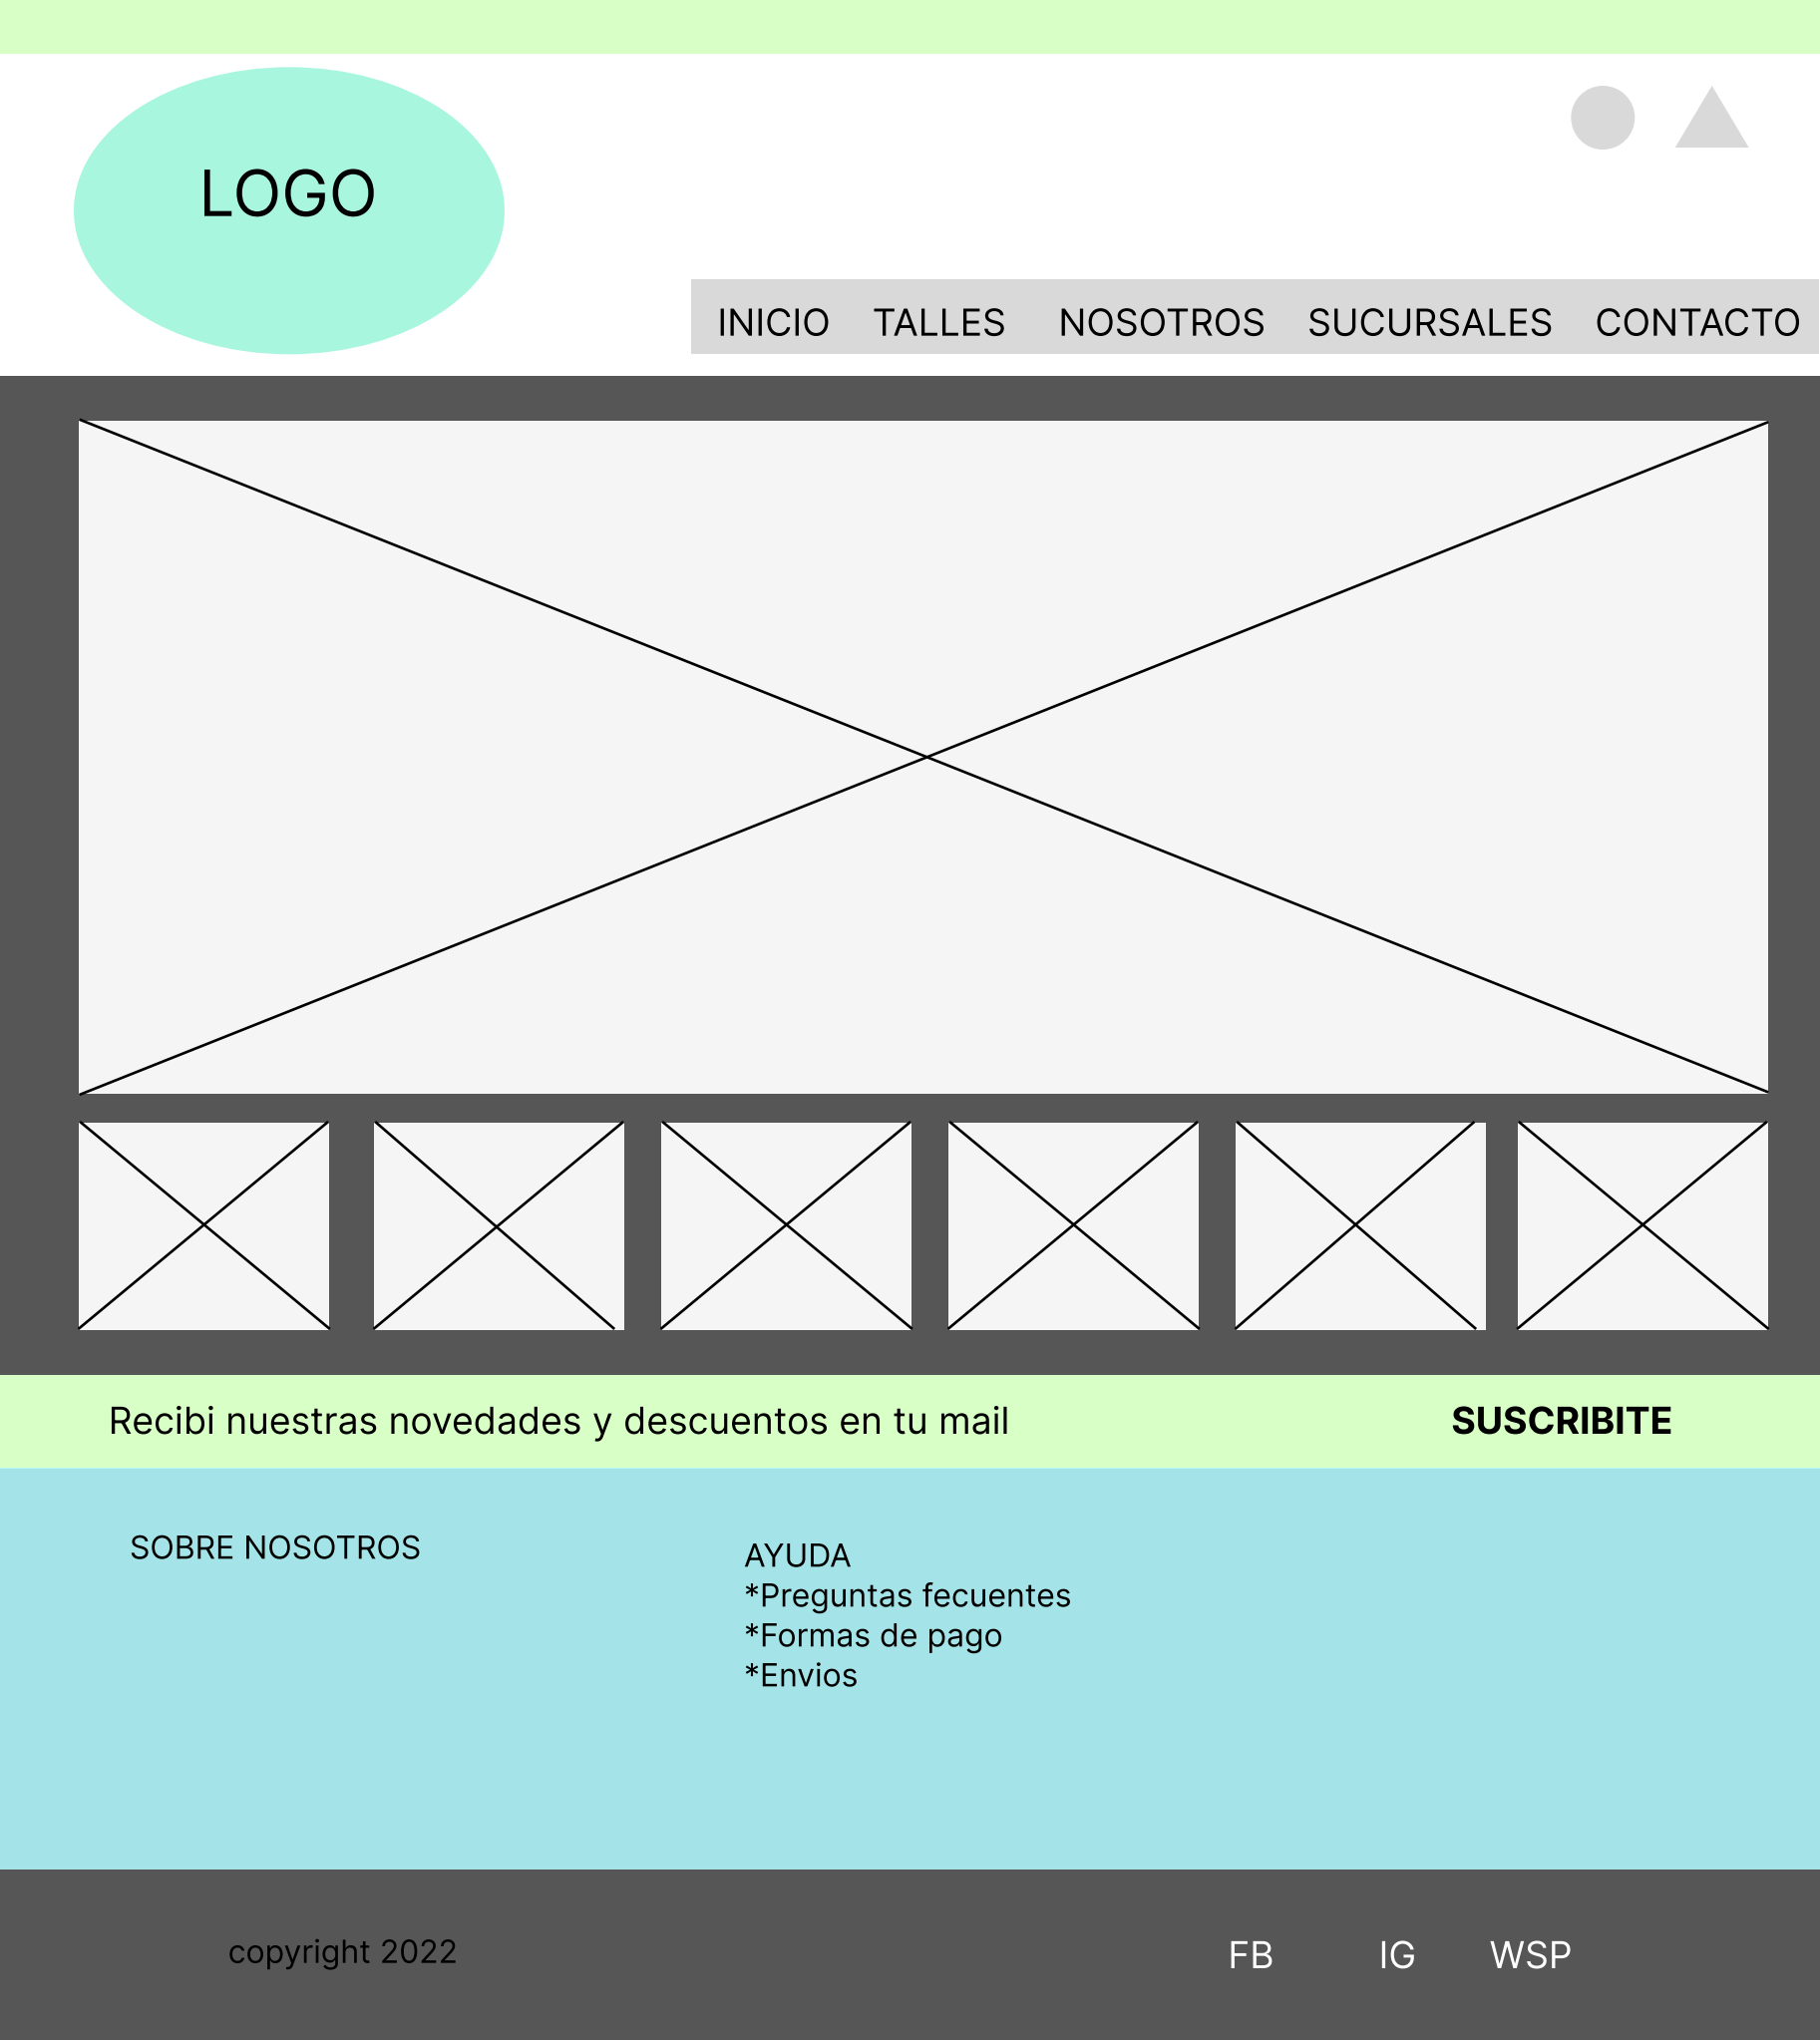 LOGO
INICIO TALLES NOSOTROS SUCURSALES CONTACTO
Recibi nuestras novedades y descuentos en tu mail SUSCRIBITE
SOBRE NOSOTROS
AYUDA
*Preguntas fecuentes
*Formas de pago
*Envios
copyright 2022 FB IG WSP